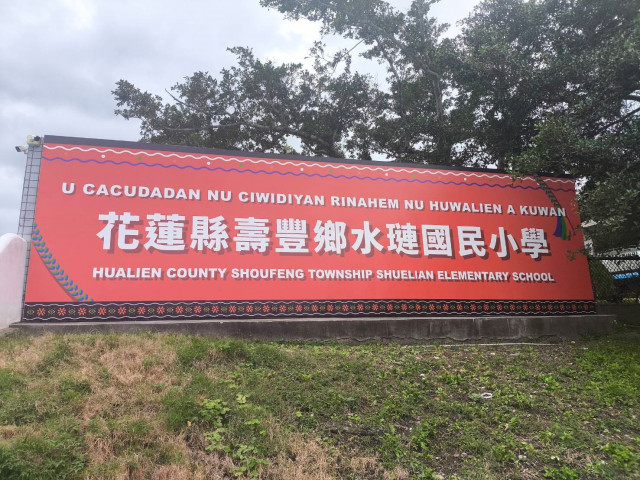 U CACUDADAN NU CIWIDIYAN RINAHEM NU HUWALIEN A KUWAN
花蓮縣壽豐鄉水璉國民小學
HUALIEN COUNTY SHOUFENG TOWNSHIP SHUELIAN ELEMENTARY SCHOOL